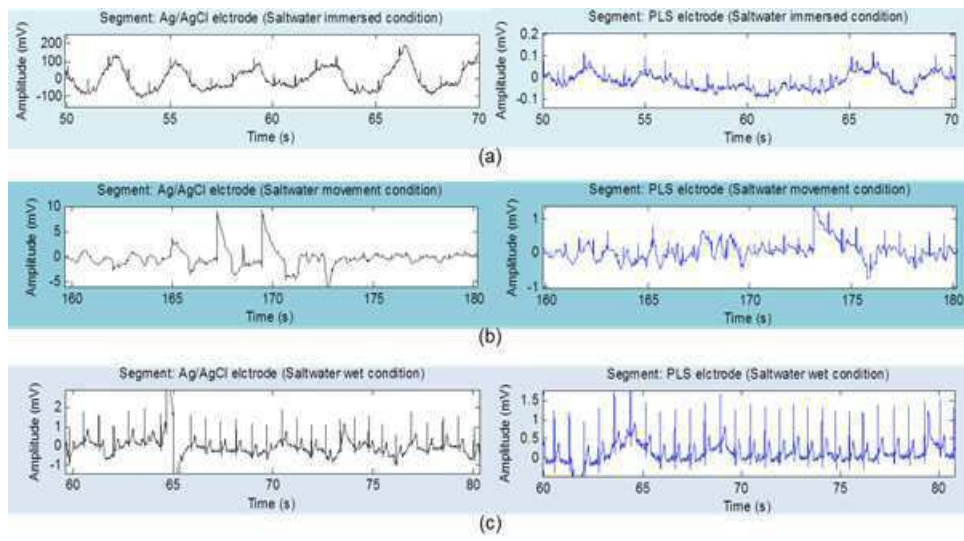 Segment: Ag/AgCl elctrode (Saltwater immersed condition)
Amplitude (mV)
200
100
0
-100
50 55 60 65 70
Time (s)
Segment: PLS elctrode (Saltwater immersed condition)
Amplitude (mV)
0.2
0.1
0
-0.1
50 55 60 65 70
Time (s)
(a)
Segment: Ag/AgCl elctrode (Saltwater movement condition)
Amplitude (mV)
10
5
0
-5
160 165 170 175 180
Time (s)
Segment: PLS elctrode (Saltwater movement condition)
Amplitude (mV)
1
0
-1
160 165 170 175 180
Time (s)
(b)
Segment: Ag/AgCl elctrode (Saltwater wet condition)
Amplitude (mV)
2
1
0
-1
60 65 70 75 80
Time (s)
Segment: PLS elctrode (Saltwater wet condition)
Amplitude (mV)
1.5
1
0.5
0
60 65 70 75 80
Time (s)
(c)